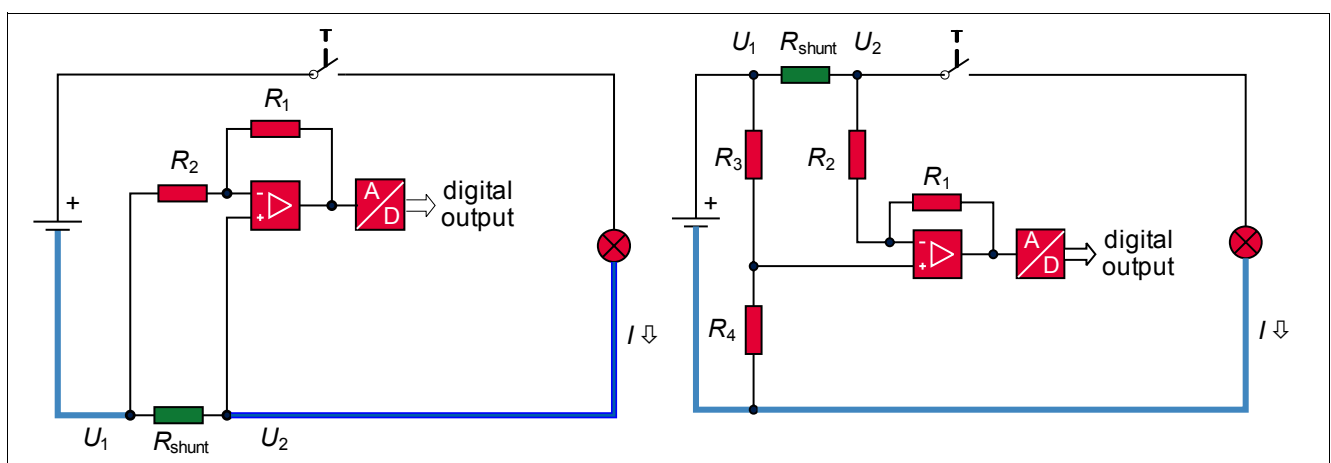 R1
R2
+
-
+
A
D
digital
output
I ⇩
U1
Rshunt
U2
U1
Rshunt
U2
R3
R2
R1
+
-
+
A
D
digital
output
R4
I ⇩